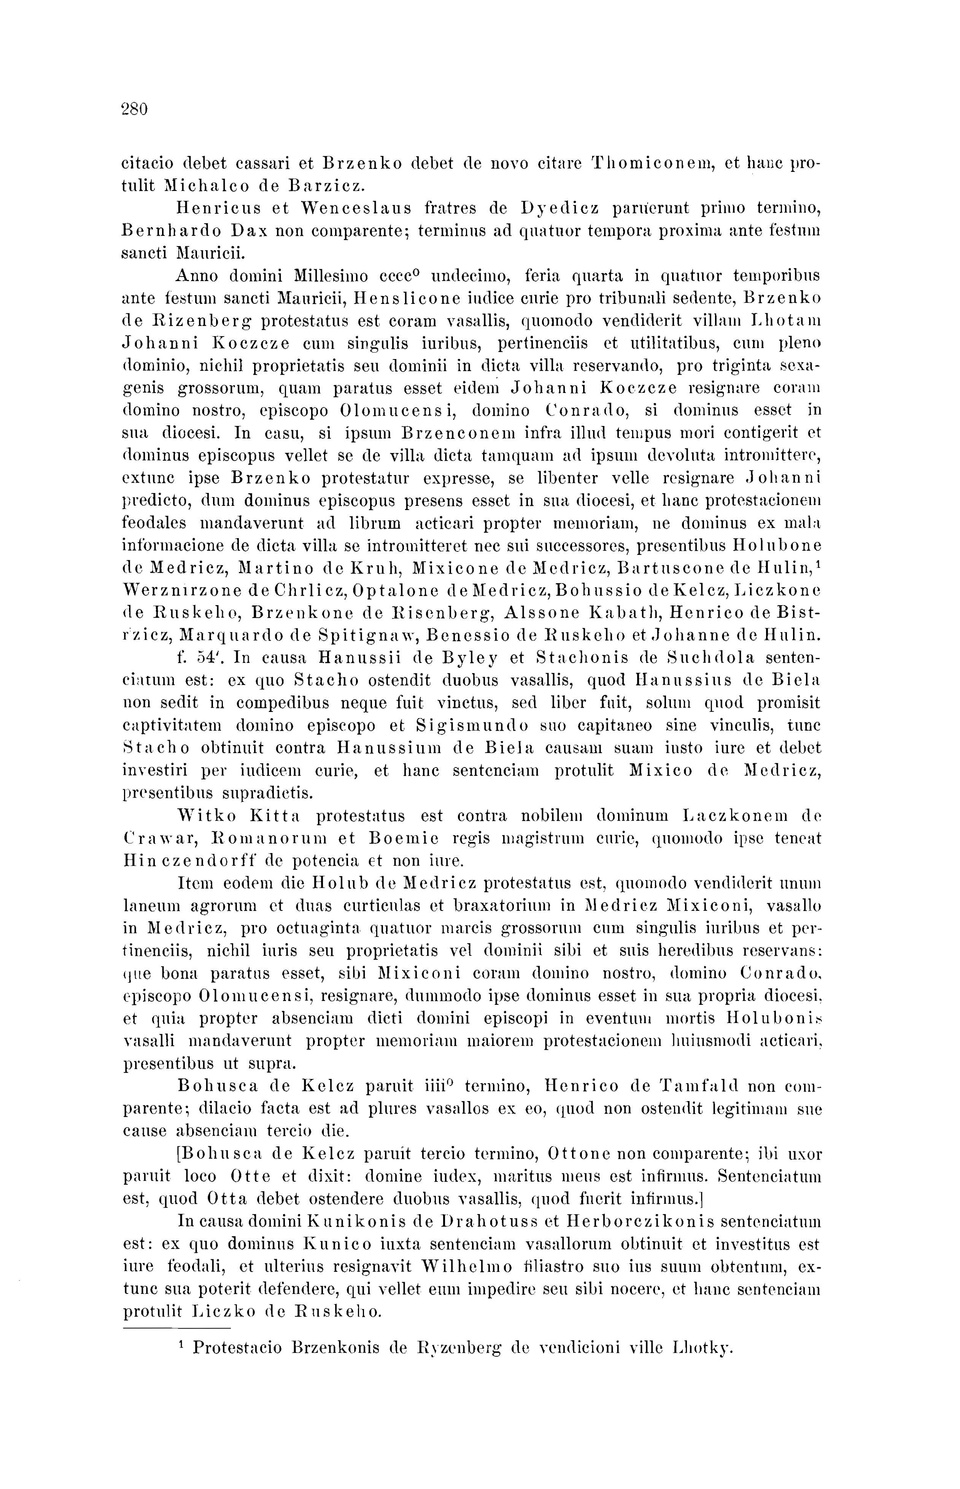 280
citacio debet cassari et Brzenko debet de novo citare Thomiconem, et hanc pro-
tulit Michalco de Barzicz.
Henricus et Wenceslaus fratres de Dyedicz paruerunt primo termino,
Bernhardo Dax non comparente; terminus ad quatuor tempora proxima ante festum
sancti Mauricii.
Anno domini Millesimo ccccº undecimo, feria quarta in quatuor temporibus
ante festum sancti Mauricii, Henslicone iudice curie pro tribunali sedente, Brzenko
de Rizenberg protestatus est coram vasallis, quomodo vendiderit villam Lhotam
Johanni Koczcze cum singulis iuribus, pertinenciis et utilitatibus, cum pleno
dominio, nichil proprietatis seu dominii in dicta villa reservando, pro triginta sexa-
genis grossorum, quam paratus esset eidem Johanni Koczcze resignare coram
domino nostro, episcopo Olomucensi, domino Conrado, si dominus esset in
sua diocesi. In casu, si ipsum Brzenconem infra illud tempus mori contigerit et
dominus episcopus vellet se de villa dicta tamquam ad ipsum devoluta intromittere,
extunc ipse Brzenko protestatur expresse, se libenter velle resignare Johanni
predicto, dum dominus episcopus presens esset in sua diocesi, et hanc protestacionem
feodales mandaverunt ad librum acticari propter memoriam, ne dominus ex mala
informacione de dicta villa se intromitteret nec sui successores, presentibus Holubone
de Medricz, Martino de Kruh, Mixicone de Medricz, Bartuscone de Hulin,¹
Werznirzone de Chrlicz, Optalone de Medricz, Bohussio de Kelcz, Liczkone
de Ruskeho, Brzenkone de Risenberg, Alssone Kabath, Henrico de Bist-
rzicz, Marquardo de Spitignaw, Benessio de Ruskeho et Johanne de Hulin.
f. 54'. In causa Hanussii de Byley et Stachonis de Suchdola senten-
ciatum est: ex quo Stacho ostendit duobus vasallis, quod Hanussius de Biela
non sedit in compedibus neque fuit vinctus, sed liber fuit, solum quod promisit
captivitatem domino episcopo et Sigismundo suo capitaneo sine vinculis, tunc
Stacho obtinuit contra Hanussium de Biela causam suam iusto iure et debet
investiri per iudicem curie, et hanc sentenciam protulit Mixico de Medricz,
presentibus supradictis.
Witko Kitta protestatus est contra nobilem dominum Laczkonem de
Crawar, Romanorum et Boemie regis magistrum curie, quomodo ipse teneat
Hinczendorff de potencia et non iure.
Item eodem die Holub de Medricz protestatus est, quomodo vendiderit unum
laneum agrorum et duas curticulas et braxatorium in Medricz Mixiconi, vasallo
in Medricz, pro octuaginta quatuor marcis grossorum cum singulis iuribus et per-
tinenciis, nichil iuris seu proprietatis vel dominii sibi et suis heredibus reservans:
que bona paratus esset, sibi Mixiconi coram domino nostro, domino Conrado,
episcopo Olomucensi, resignare, dummodo ipse dominus esset in sua propria diocesi,
et quia propter absenciam dicti domini episcopi in eventum mortis Holubonis
vasalli mandaverunt propter memoriam maiorem protestacionem huiusmodi acticari,
presentibus ut supra.
Bohusca de Kelcz paruit iiiiº termino, Henrico de Tamfald non com-
parente; dilacio facta est ad plures vasallos ex eo, quod non ostendit legitimam sue
cause absenciam tercio die.
[Bohusca de Kelcz paruit tercio termino, Ottone non comparente; ibi uxor
paruit loco Otte et dixit: domine iudex, maritus meus est infirmus. Sentenciatum
est, quod Otta debet ostendere duobus vasallis, quod fuerit infirmus.]
In causa domini Kunikonis de Drahotuss et Herborczikonis sentenciatum
est: ex quo dominus Kunico iuxta sentenciam vasallorum obtinuit et investitus est
iure feodali, et ulterius resignavit Wilhelmo filiastro suo ius suum obtentum, ex-
tunc sua poterit defendere, qui vellet eum impedire seu sibi nocere, et hanc sentenciam
protulit Liczko de Ruskeho.
¹ Protestacio Brzenkonis de Ryzenberg de vendicioni ville Lhotky.